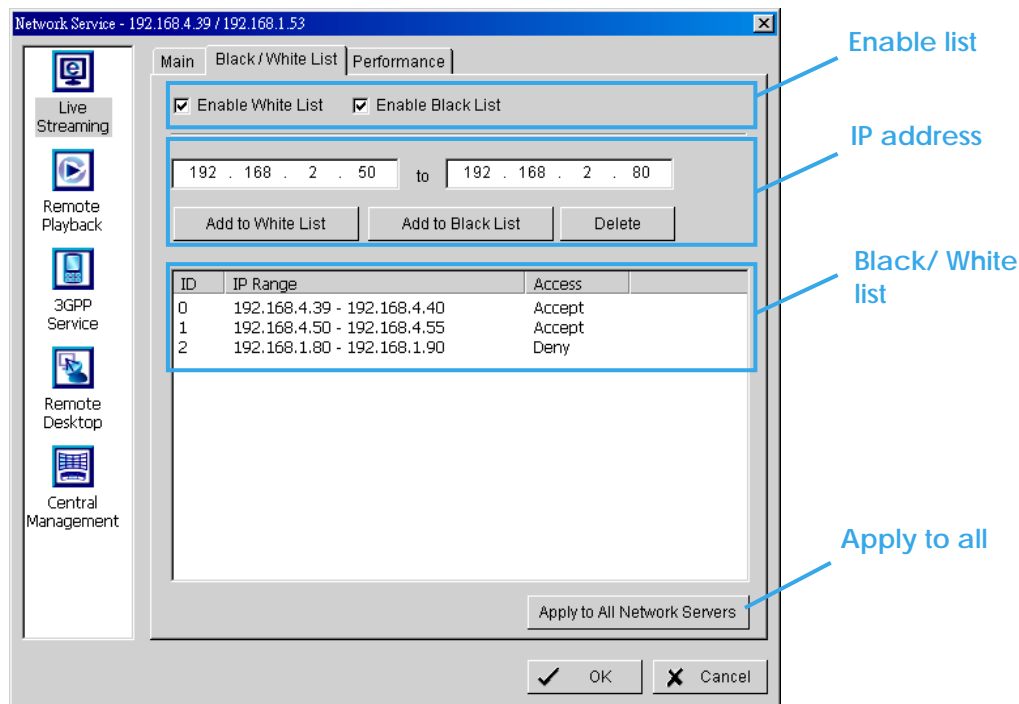 Network Service - 192.168.4.39 / 192.168.1.53
Live
Streaming
Remote
Playback
3GPP
Service
Remote
Desktop
Central
Management
Main
Black / White List
Performance
Enable White List
Enable Black List
192 . 168 . 2 . 50 to 192 . 168 . 2 . 80
Add to White List
Add to Black List
Delete
ID IP Range Access
0 192.168.4.39 - 192.168.4.40 Accept
1 192.168.4.50 - 192.168.4.55 Accept
2 192.168.1.80 - 192.168.1.90 Deny
Apply to All Network Servers
OK
Cancel
Enable list
IP address
Black/ White
list
Apply to all